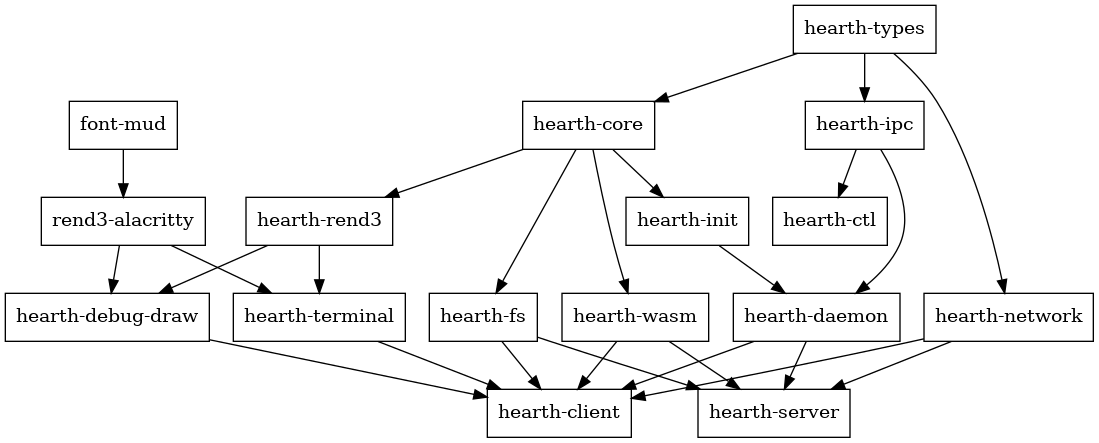 hearth-types
font-mud
hearth-core
hearth-ipc
rend3-alacritty
hearth-rend3
hearth-init
hearth-ctl
hearth-debug-draw
hearth-terminal
hearth-fs
hearth-wasm
hearth-daemon
hearth-network
hearth-client
hearth-server